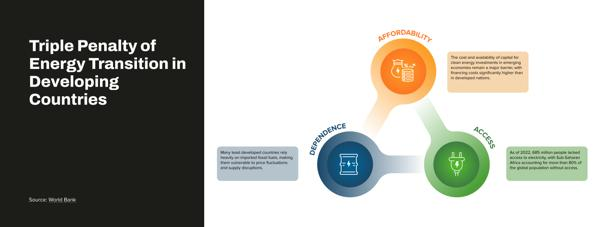 Triple Penalty of
Energy Transition in
Developing
Countries
Source: World Bank
AFFORDABILITY
The cost and availability of capital for
clean energy investments in emerging
economies remain a major barrier, with
financing costs significantly higher than
in developed nations.
DEPENDENCE
Many least developed countries rely
heavily on imported fossil fuels, making
them vulnerable to price fluctuations
and supply disruptions.
ACCESS
As of 2022, 685 million people lacked
access to electricity, with Sub-Saharan
Africa accounting for more than 80% of
the global population without access.